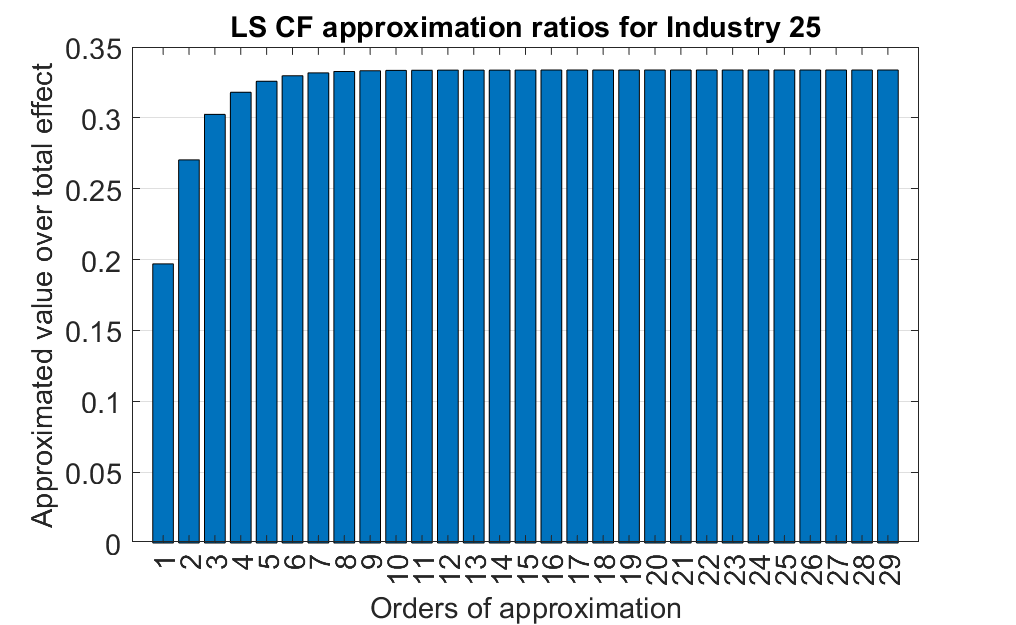 LS CF approximation ratios for Industry 25
Approximated value over total effect
0.35
0.3
0.25
0.2
0.15
0.1
0.05
0
1 2 3 4 5 6 7 8 9 10 11 12 13 14 15 16 17 18 19 20 21 22 23 24 25 26 27 28 29
Orders of approximation